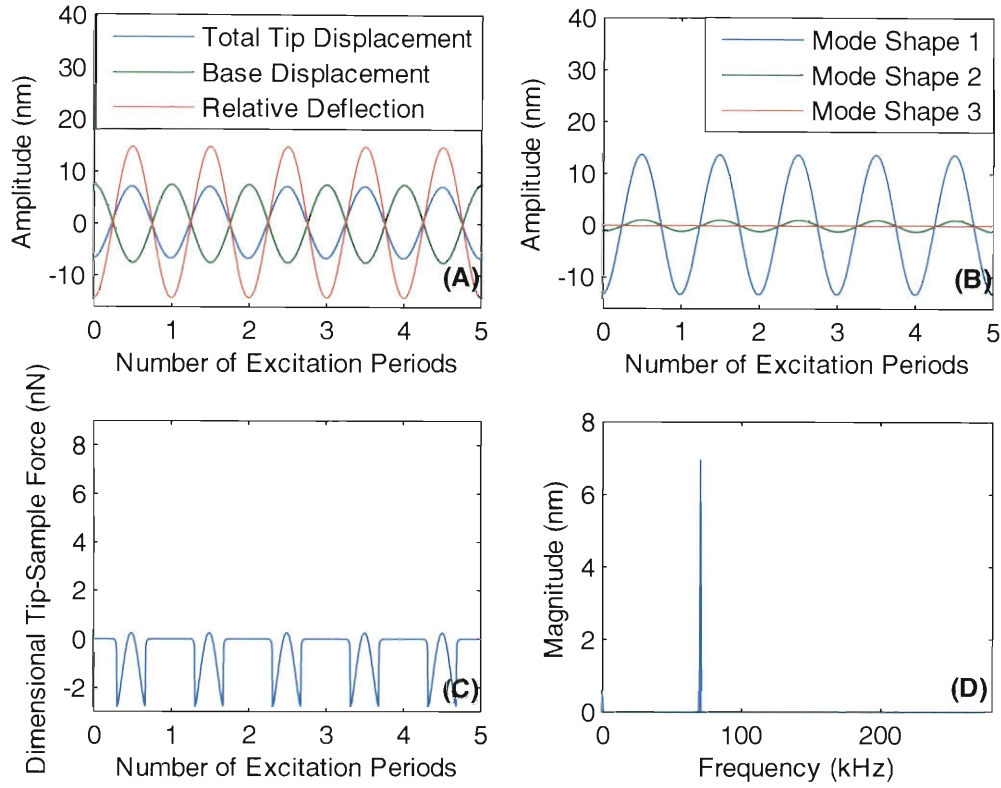 40
30
20
10
0
-10
Amplitude (nm)
Total Tip Displacement
Base Displacement
Relative Deflection
(A)
0 1 2 3 4 5
Number of Excitation Periods
40
30
20
10
0
-10
Amplitude (nm)
Mode Shape 1
Mode Shape 2
Mode Shape 3
(B)
0 1 2 3 4 5
Number of Excitation Periods
Dimensional Tip-Sample Force (nN)
8
6
4
2
0
-2
(C)
0 1 2 3 4 5
Number of Excitation Periods
8
6
4
2
0
Magnitude (nm)
(D)
0 100 200
Frequency (kHz)